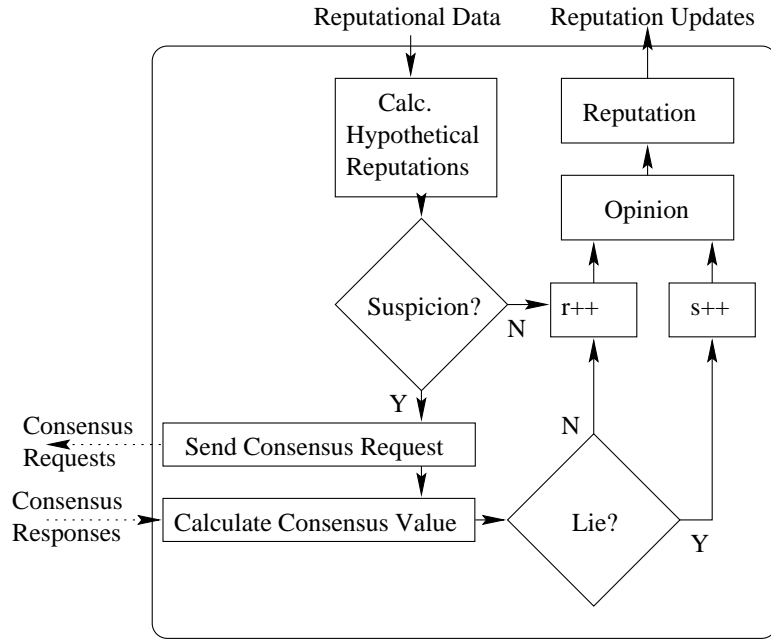 Reputational Data
Reputation Updates
Calc.
Hypothetical
Reputations
Reputation
Opinion
Suspicion?
N
r++
s++
Y
N
Consensus
Requests
Send Consensus Request
Consensus
Responses
Calculate Consensus Value
Lie?
Y